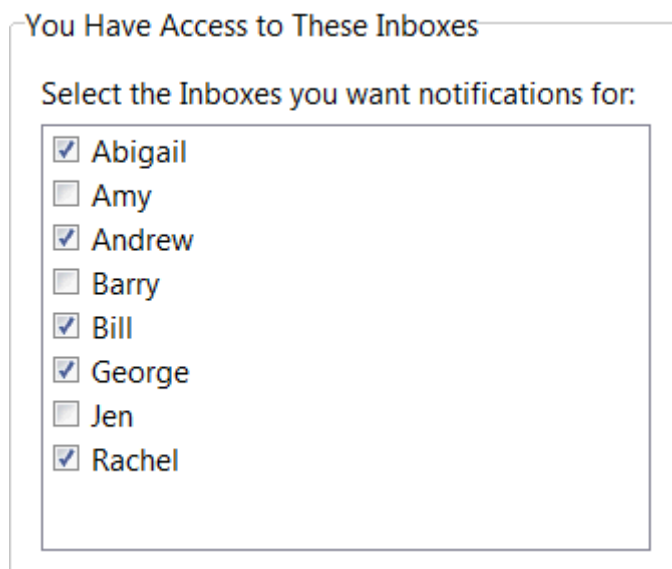 You Have Access to These Inboxes
Select the Inboxes you want notifications for:
Abigail
Amy
Andrew
Barry
Bill
George
Jen
Rachel